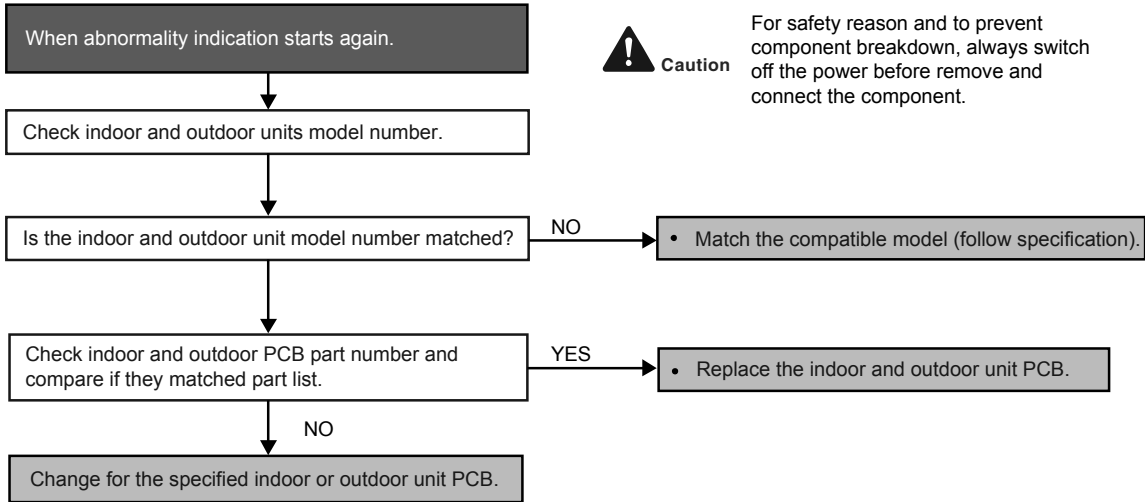 When abnormality indication starts again.
Caution
For safety reason and to prevent
component breakdown, always switch
off the power before remove and
connect the component.
Check indoor and outdoor units model number.
Is the indoor and outdoor unit model number matched?
NO
• Match the compatible model (follow specification).
Check indoor and outdoor PCB part number and
compare if they matched part list.
YES
• Replace the indoor and outdoor unit PCB.
NO
Change for the specified indoor or outdoor unit PCB.